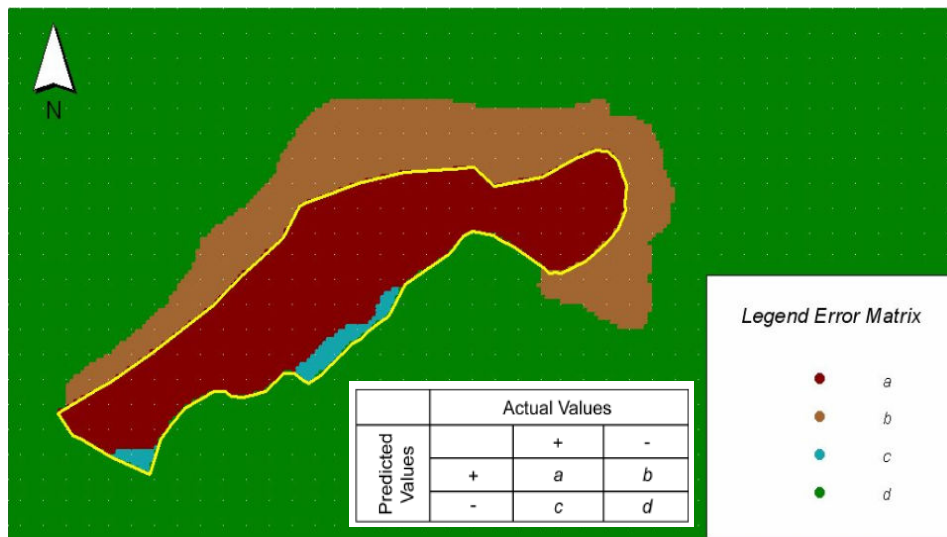 N
Legend Error Matrix
a
b
c
d
Actual Values
Predicted
Values
+ -
+ a b
- c d